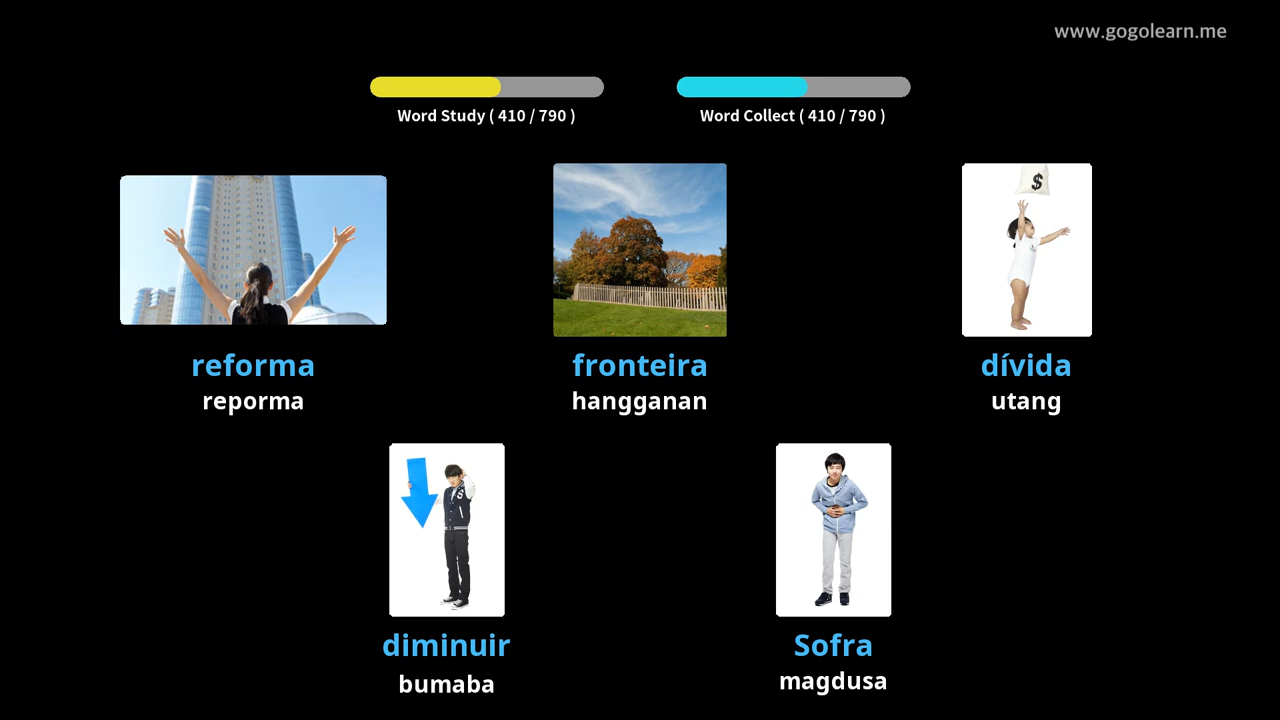 www.gogolearn.me
Word Study ( 410 / 790 )
Word Collect ( 410 / 790 )
$
reforma
reporma
fronteira
hangganan
dívida
utang
S
diminuir
bumaba
Sofra
magdusa